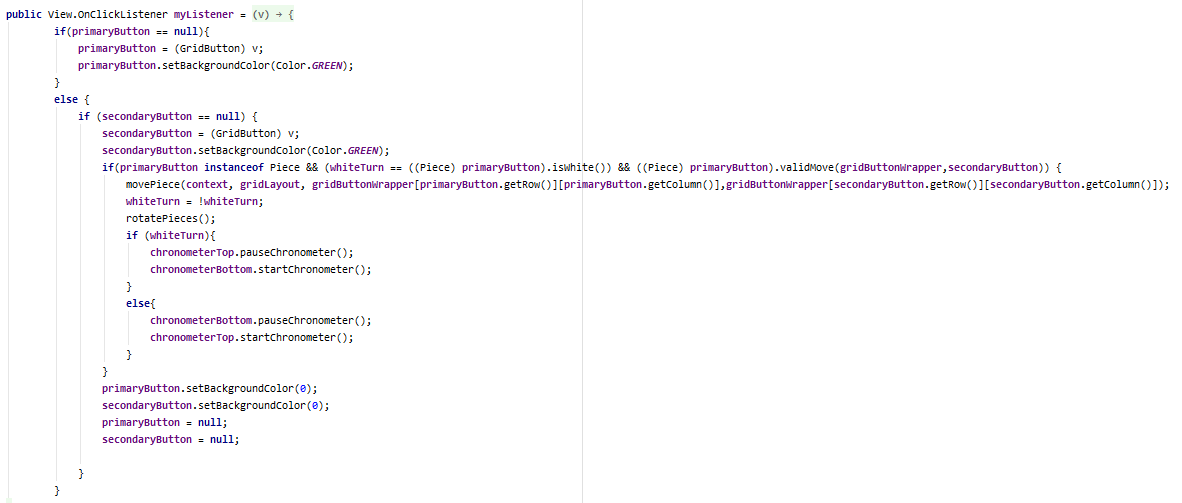 public View.OnClickListener myListener = (v) → {
        if(primaryButton == null){
            primaryButton = (GridButton) v;
            primaryButton.setBackgroundColor(Color.GREEN);
        }
        else {
            if (secondaryButton == null) {
                secondaryButton = (GridButton) v;
                secondaryButton.setBackgroundColor(Color.GREEN);
                if(primaryButton instanceof Piece && (whiteTurn == ((Piece) primaryButton).isWhite()) && ((Piece) primaryButton).validMove(gridButtonWrapper,secondaryButton)) {
                    movePiece(context, gridLayout, gridButtonWrapper[primaryButton.getRow()][primaryButton.getColumn()],gridButtonWrapper[secondaryButton.getRow()][secondaryButton.getColumn()]);
                    whiteTurn = !whiteTurn;
                    rotatePieces();
                    if (whiteTurn){
                        chronometerTop.pauseChronometer();
                        chronometerBottom.startChronometer();
                    }
                    else{
                        chronometerBottom.pauseChronometer();
                        chronometerTop.startChronometer();
                    }
                }
                primaryButton.setBackgroundColor(0);
                secondaryButton.setBackgroundColor(0);
                primaryButton = null;
                secondaryButton = null;

            }
        }